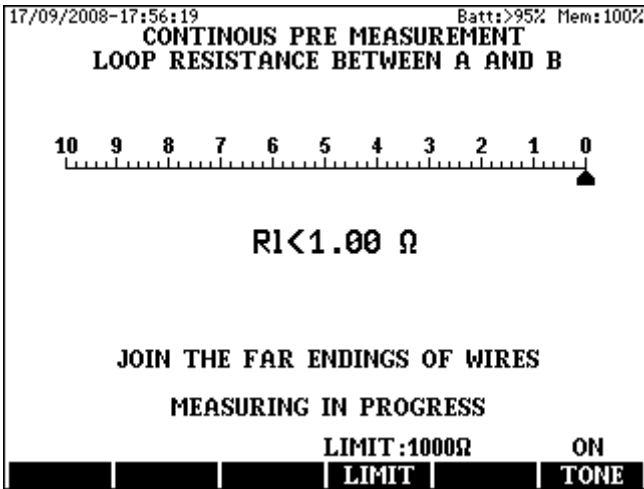 17/09/2008-17:56:19 Batt:>95% Mem:100%
CONTINOUS PRE MEASUREMENT
LOOP RESISTANCE BETWEEN A AND B
10 9 8 7 6 5 4 3 2 1 0
Rl<1.00 Ω
JOIN THE FAR ENDINGS OF WIRES
MEASURING IN PROGRESS
LIMIT:1000Ω ON
LIMIT TONE